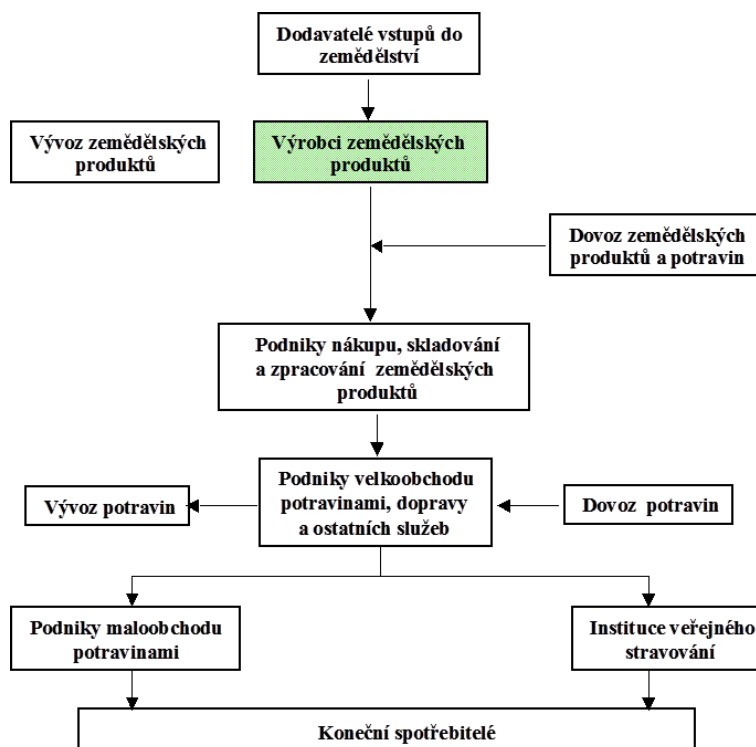 Dodavatelé vstupů do
zemědělství
Vývoz zemědělských
produktů
Výrobci zemědělských
produktů
Dovoz zemědělských
produktů a potravin
Podniky nákupu, skladování
a zpracování zemědělských
produktů
Podniky velkoobchodu
potravinami, dopravy
a ostatních služeb
Vývoz potravin
Dovoz potravin
Podniky maloobchodu
potravinami
Instituce veřejného
stravování
Koneční spotřebitelé